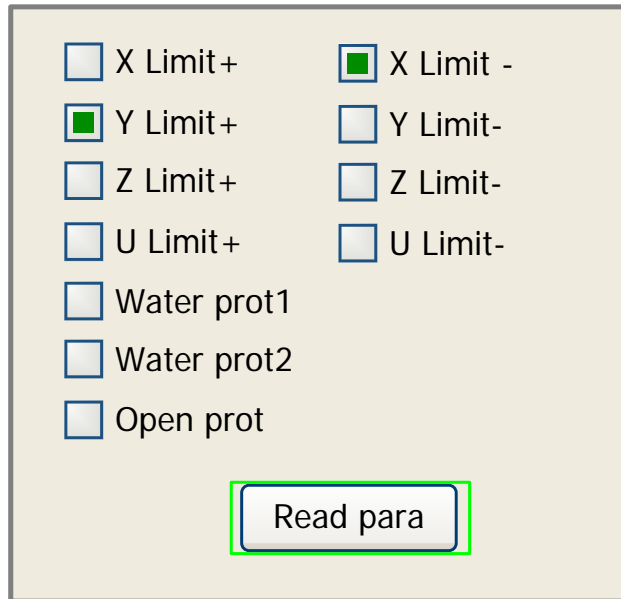 X Limit+ X Limit -
Y Limit+ Y Limit-
Z Limit+ Z Limit-
U Limit+ U Limit-
Water prot1
Water prot2
Open prot
Read para